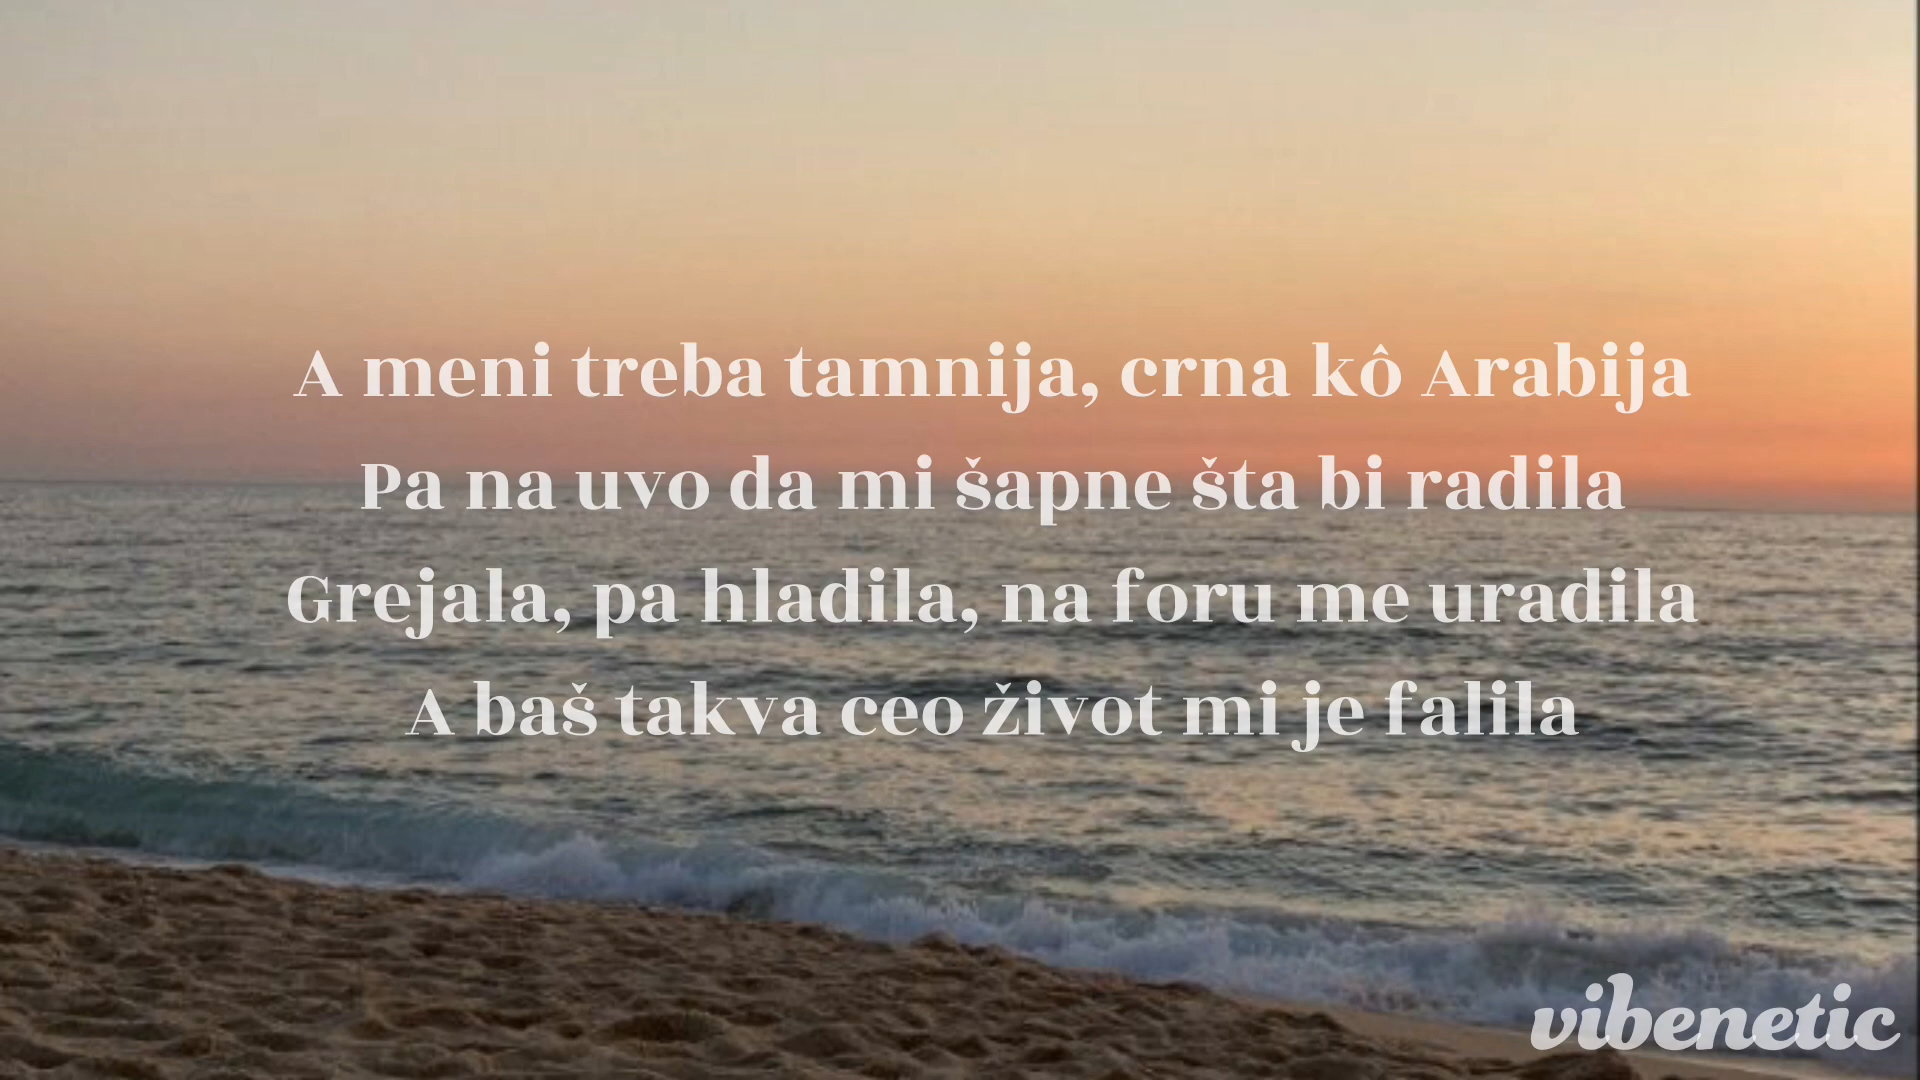 A meni treba tamnija, crna kô Arabija
Pa na uvo da mi šapne šta bi radila
Grejala, pa hladila, na foru me uradila
A baš takva ceo život mi je falila
vibenetic